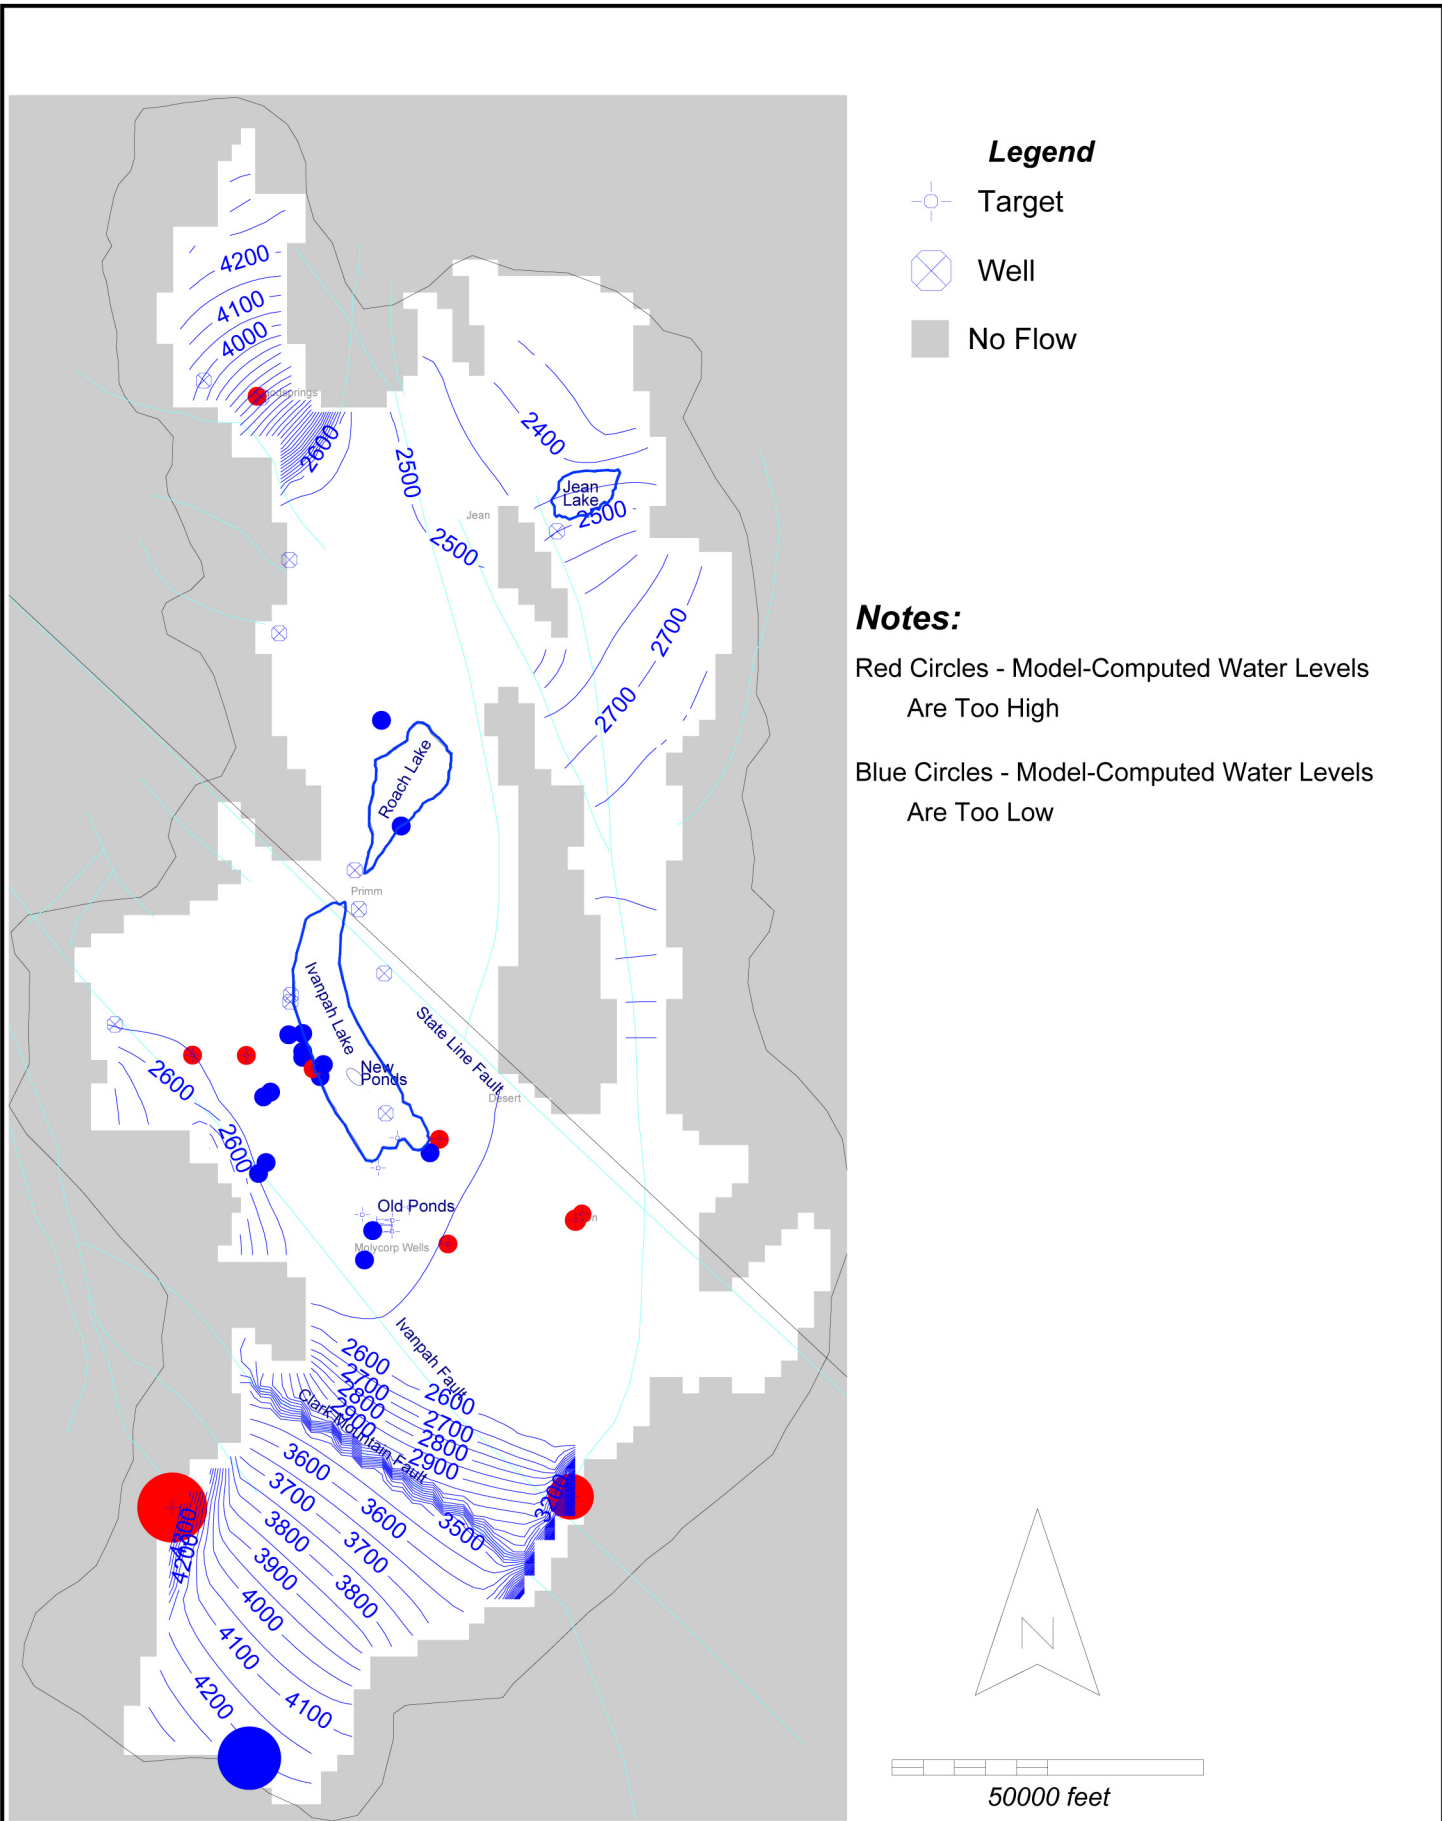 Legend
Target
Well
No Flow
Notes:
Red Circles - Model-Computed Water Levels
Are Too High
Blue Circles - Model-Computed Water Levels
Are Too Low
4200
4100
4000
2600
2500
2400
Jean
Lake
2500
Jean
2500
2700
2700
Roach Lake
Primm
Ivanpah Lake
State Line Fault
New
Ponds
Desert
2600
2600
Old Ponds
Molycorp Wells
Ivanpah Fault
2600
2700
2800
2900
2600
2700
2800
2900
Clark Mountain Fault
3200
3600
3700
3800
3900
4000
4100
4200
3600
3500
3700
3800
4100
4300
4200
N
50000 feet